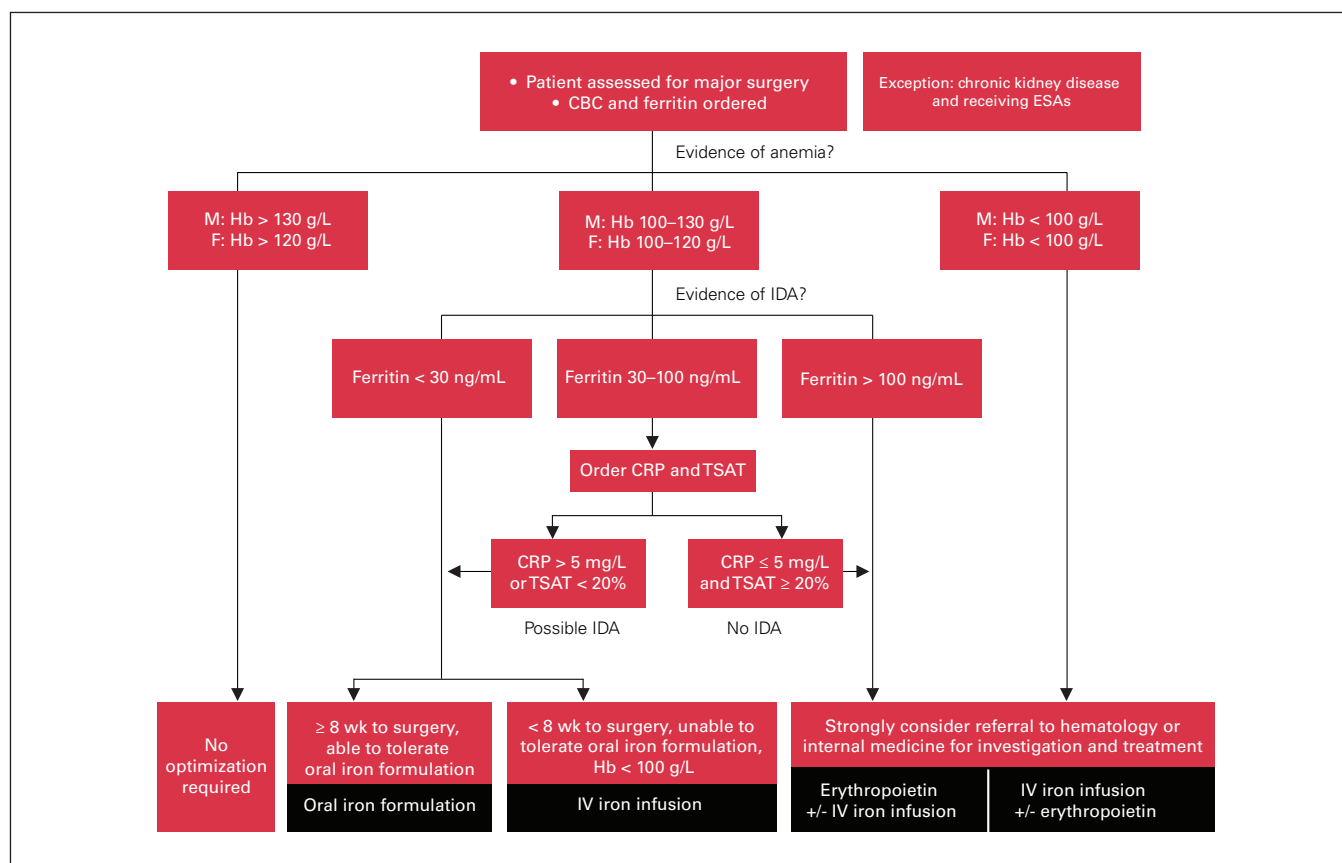 • Patient assessed for major surgery
• CBC and ferritin ordered
Exception: chronic kidney disease
and receiving ESAs
Evidence of anemia?
M: Hb > 130 g/L
F: Hb > 120 g/L
M: Hb 100–130 g/L
F: Hb 100–120 g/L
M: Hb < 100 g/L
F: Hb < 100 g/L
Evidence of IDA?
Ferritin < 30 ng/mL
Ferritin 30–100 ng/mL
Ferritin > 100 ng/mL
Order CRP and TSAT
CRP > 5 mg/L
or TSAT < 20%
CRP ≤ 5 mg/L
and TSAT ≥ 20%
Possible IDA
No IDA
No
optimization
required
≥ 8 wk to surgery,
able to tolerate
oral iron formulation
Oral iron formulation
< 8 wk to surgery, unable to
tolerate oral iron formulation,
Hb < 100 g/L
IV iron infusion
Strongly consider referral to hematology or
internal medicine for investigation and treatment
Erythropoietin
+/- IV iron infusion
IV iron infusion
+/- erythropoietin